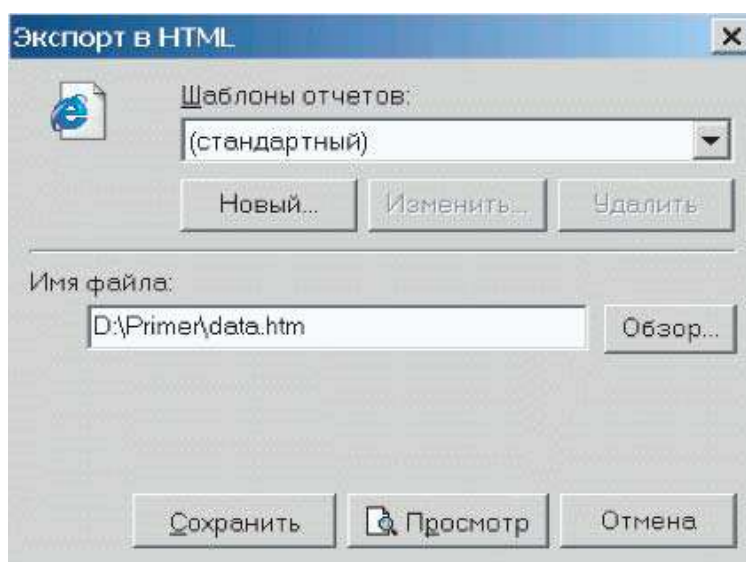 Экспорт в HTML
Шаблоны отчетов:
(стандартный)
Новый... Изменить... Удалить
Имя файла:
D:\Primer\data.htm Обзор...
Сохранить Просмотр Отмена